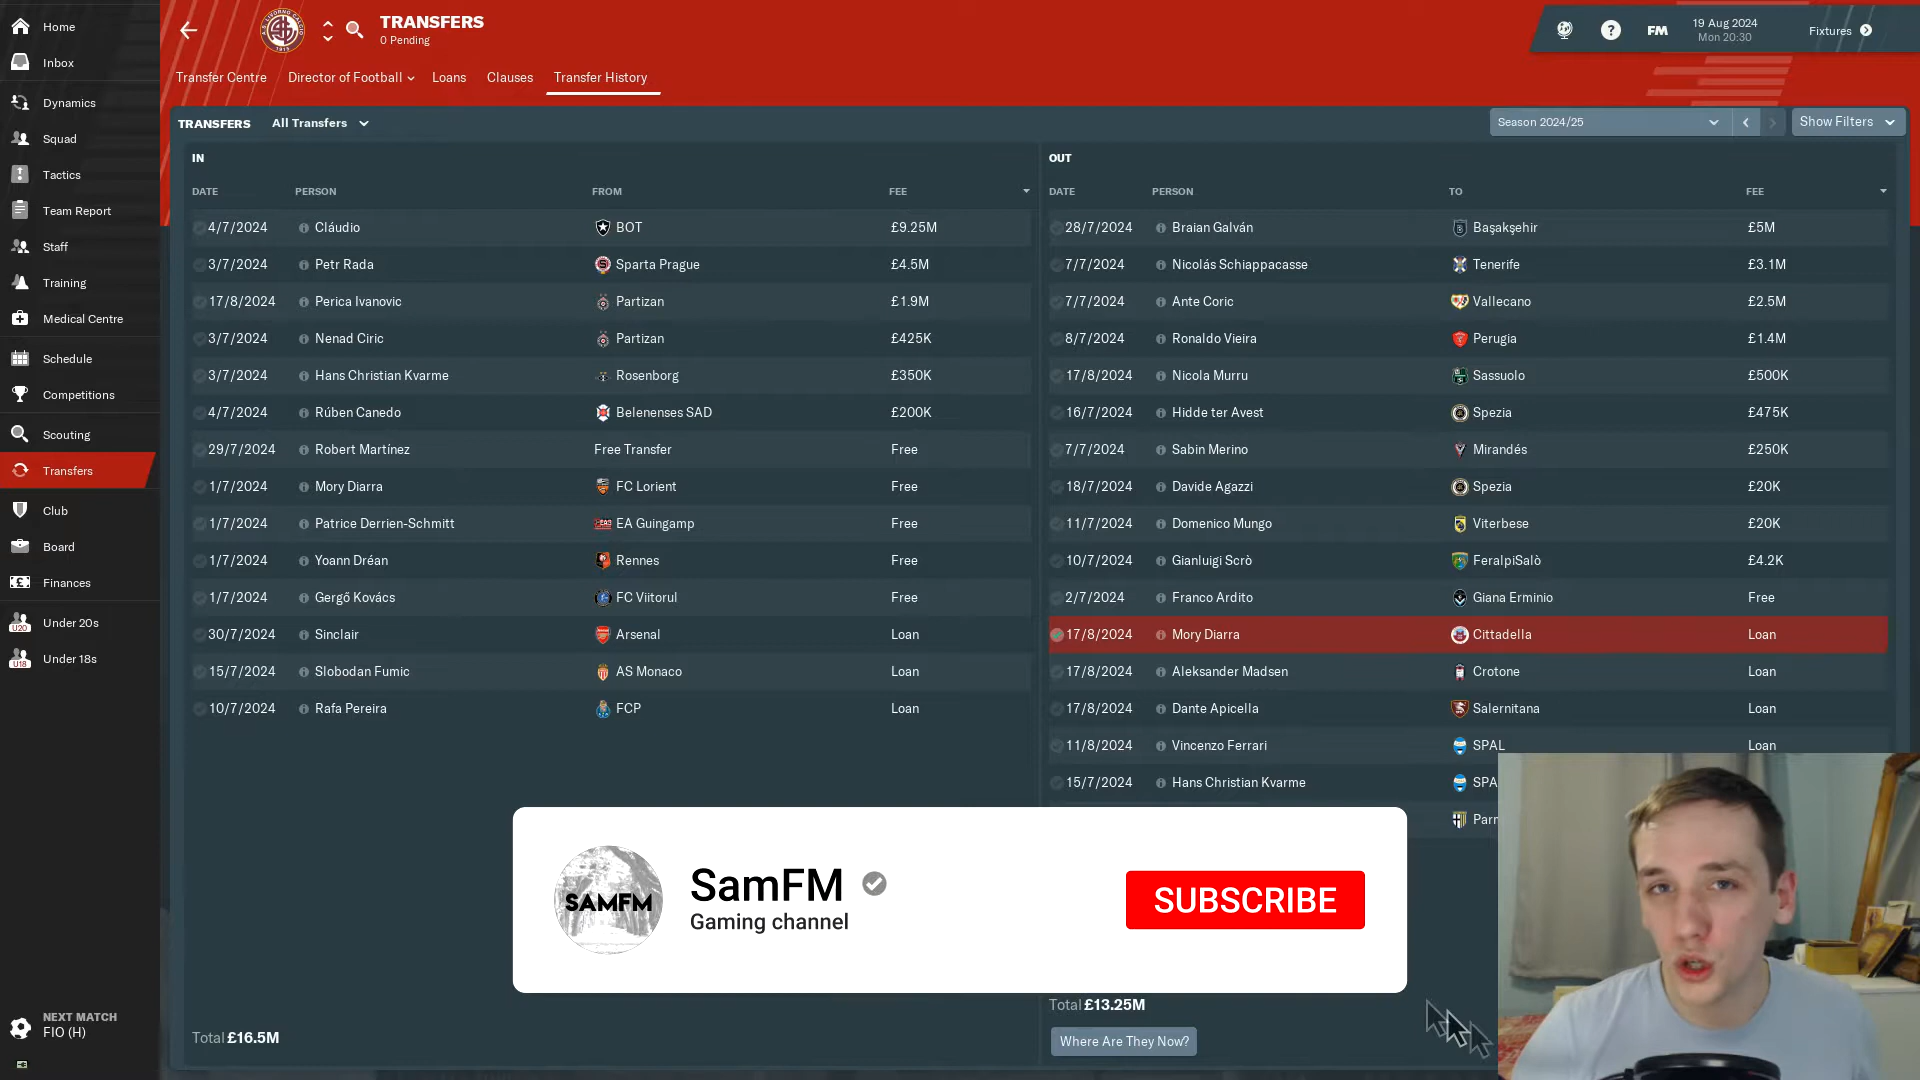 Home
Inbox
Dynamics
Squad
Tactics
Team Report
Staff
Training
Medical Centre
Schedule
Competitions
Scouting
Transfers
Club
Board
Finances
U20 Under 20s
U18 Under 18s
NEXT MATCH
FIO (H)
TRANSFERS
0 Pending
? FM 19 Aug 2024
Mon 20:30
Fixtures
Transfer Centre Director of Football Loans Clauses Transfer History
TRANSFERS All Transfers Season 2024/25 Show Filters
IN
DATE PERSON FROM FEE
4/7/2024 Cláudio BOT £9.25M
3/7/2024 Petr Rada Sparta Prague £4.5M
17/8/2024 Perica Ivanovic Partizan £1.9M
3/7/2024 Nenad Ciric Partizan £425K
3/7/2024 Hans Christian Kvarme Rosenborg £350K
4/7/2024 Rúben Canedo Belenenses SAD £200K
29/7/2024 Robert Martínez Free Transfer Free
1/7/2024 Mory Diarra FC Lorient Free
1/7/2024 Patrice Derrien-Schmitt EA Guingamp Free
1/7/2024 Yoann Dréan Rennes Free
1/7/2024 Gergő Kovács FC Viitorul Free
30/7/2024 Sinclair Arsenal Loan
15/7/2024 Slobodan Fumic AS Monaco Loan
10/7/2024 Rafa Pereira FCP Loan
Total £16.5M
OUT
DATE PERSON TO FEE
28/7/2024 Braian Galván Başakşehir £5M
7/7/2024 Nicolás Schiappacasse Tenerife £3.1M
7/7/2024 Ante Coric Vallecano £2.5M
8/7/2024 Ronaldo Vieira Perugia £1.4M
17/8/2024 Nicola Murru Sassuolo £500K
16/7/2024 Hidde ter Avest Spezia £475K
7/7/2024 Sabin Merino Mirandés £250K
18/7/2024 Davide Agazzi Spezia £20K
11/7/2024 Domenico Mungo Viterbese £20K
10/7/2024 Gianluigi Scrò FeralpiSalò £4.2K
2/7/2024 Franco Ardito Giana Erminio Free
17/8/2024 Mory Diarra Cittadella Loan
17/8/2024 Aleksander Madsen Crotone Loan
17/8/2024 Dante Apicella Salernitana Loan
11/8/2024 Vincenzo Ferrari SPAL Loan
15/7/2024 Hans Christian Kvarme SPA
Parm
Total £13.25M
Where Are They Now?
SAMFM
SamFM
Gaming channel
SUBSCRIBE